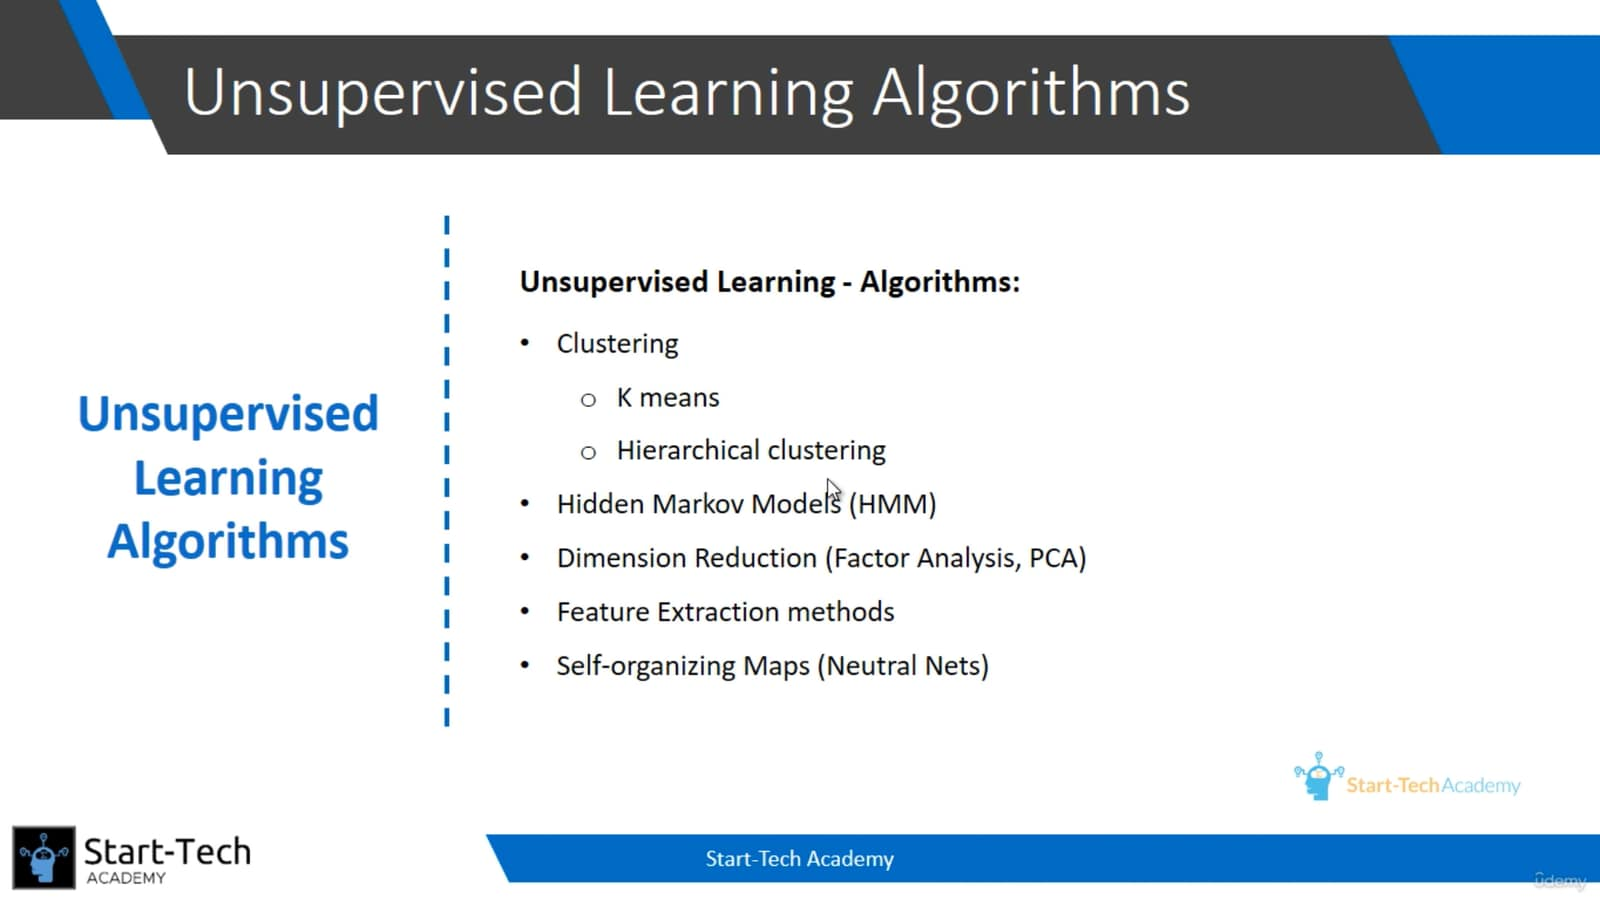 Unsupervised Learning Algorithms
Unsupervised
Learning
Algorithms
Unsupervised Learning - Algorithms:
• Clustering
o K means
o Hierarchical clustering
• Hidden Markov Models (HMM)
• Dimension Reduction (Factor Analysis, PCA)
• Feature Extraction methods
• Self-organizing Maps (Neutral Nets)
Start-TechAcademy
Start-Tech
ACADEMY
Start-Tech Academy
ûdemy